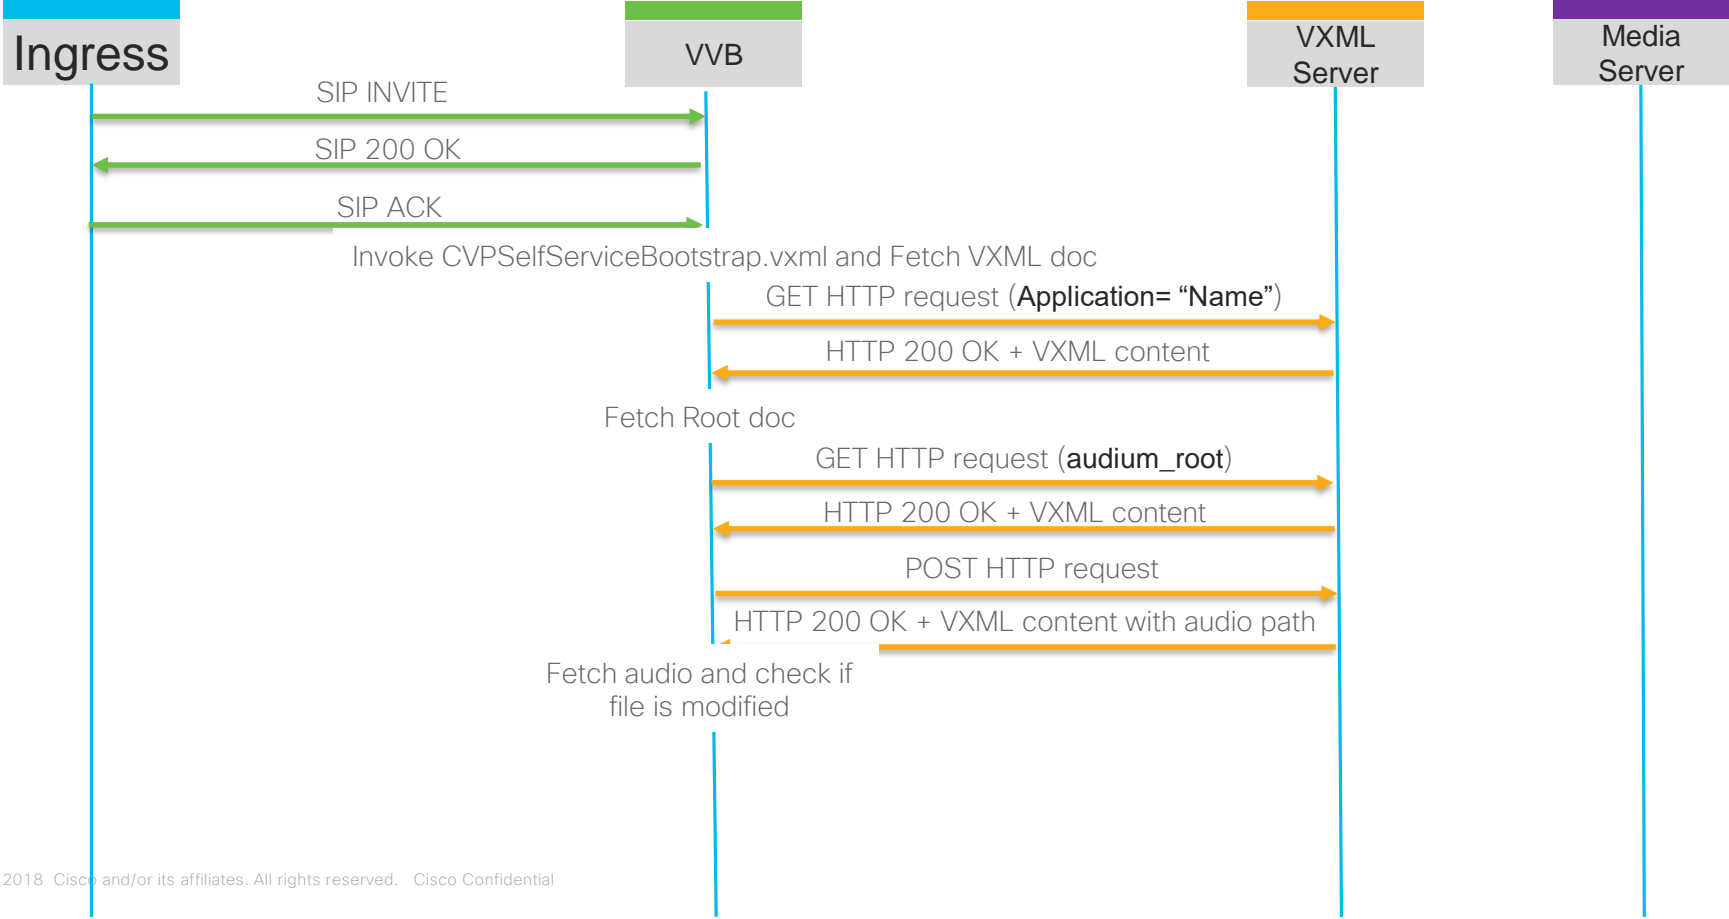 Ingress
VVB
VXML
Server
Media
Server
SIP INVITE
SIP 200 OK
SIP ACK
Invoke CVPSelfServiceBootstrap.vxml and Fetch VXML doc
GET HTTP request (Application= “Name”)
HTTP 200 OK + VXML content
Fetch Root doc
GET HTTP request (audium_root)
HTTP 200 OK + VXML content
POST HTTP request
HTTP 200 OK + VXML content with audio path
Fetch audio and check if
file is modified
2018 Cisco and/or its affiliates. All rights reserved. Cisco Confidential